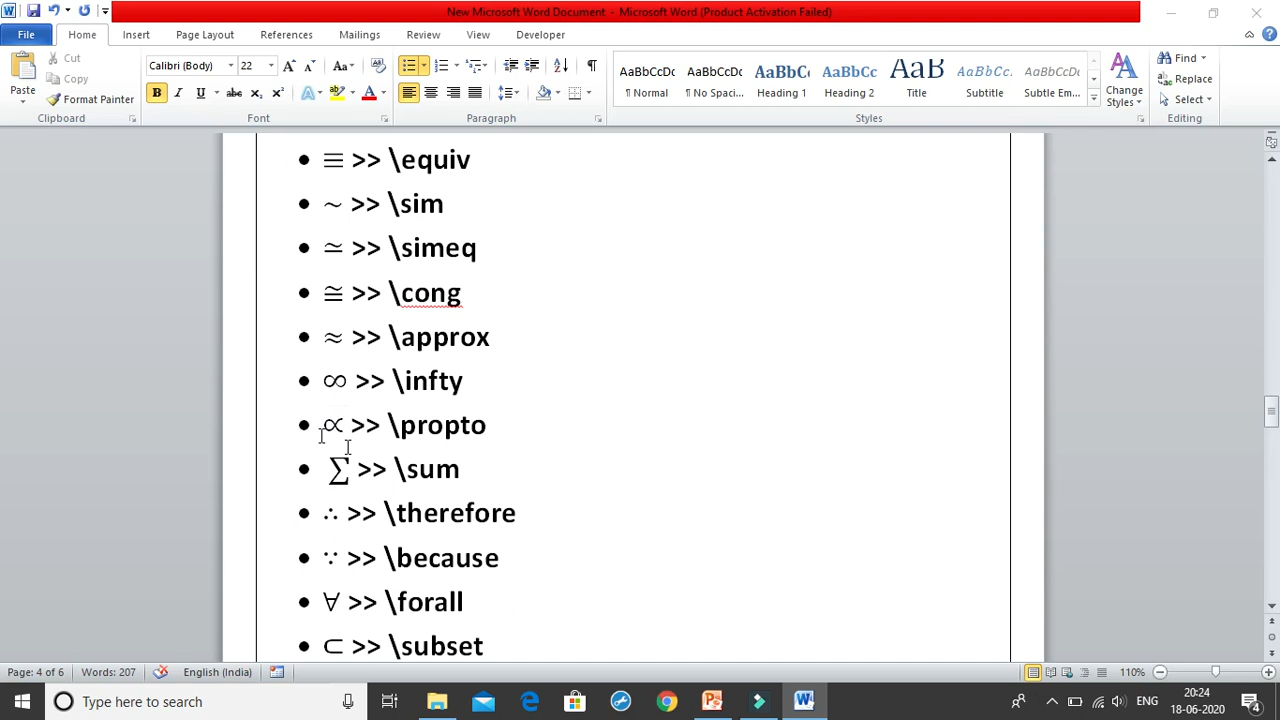 New Microsoft Word Document - Microsoft Word (Product Activation Failed)
File Home Insert Page Layout References Mailings Review View Developer
Paste
Cut
Copy
Format Painter
Clipboard
Calibri (Body) 22
Font
Paragraph
AaBbCcDc AaBbCcDc AaBbCc AaBbCc AaB AaBbCcDc AaBbCcDc
¶ Normal ¶ No Spaci... Heading 1 Heading 2 Title Subtitle Subtle Em...
Change
Styles
Styles
Find
Replace
Select
Editing
• ≡ >> \equiv
• ∼ >> \sim
• ≃ >> \simeq
• ≅ >> \cong
• ≈ >> \approx
• ∞ >> \infty
• ∝ >> \propto
• ∑ >> \sum
• ∴ >> \therefore
• ∵ >> \because
• ∀ >> \forall
• ⊂ >> \subset
Page: 4 of 6 Words: 207 English (India) 110%
Type here to search
ENG
20:24
18-06-2020
4